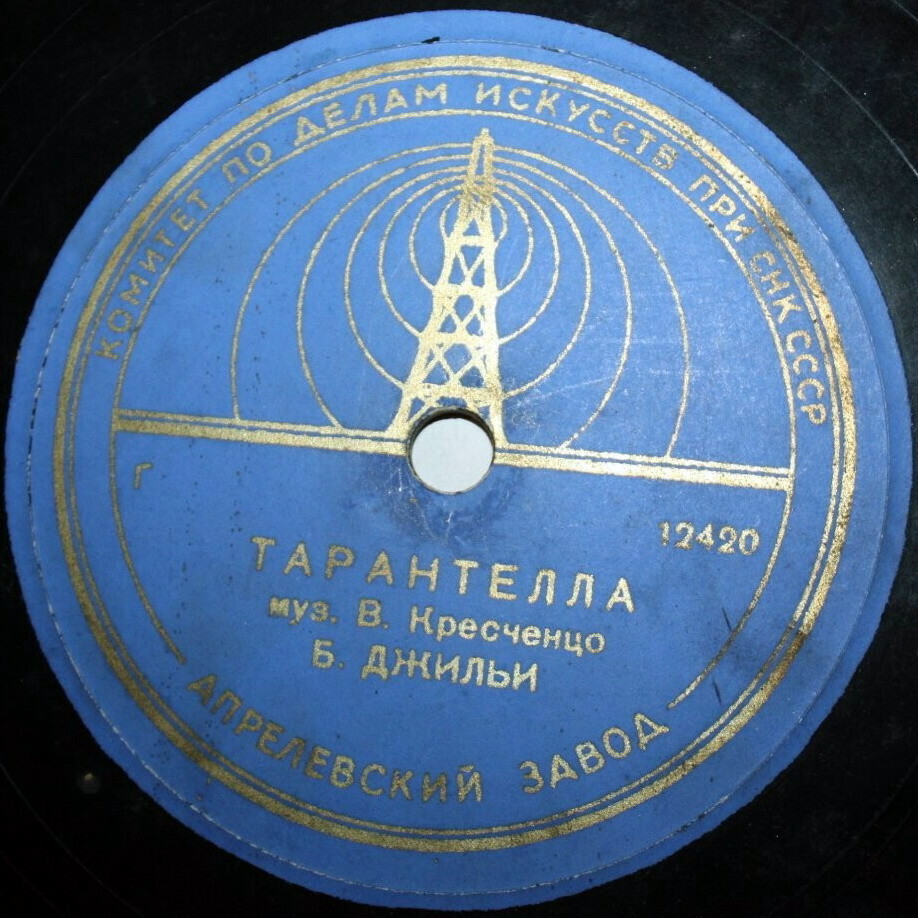 КОМИТЕТ ПО ДЕЛАМ ИСКУССТВ ПРИ СНК СССР
Г
12420
ТАРАНТЕЛЛА
муз. В. Кресченцо
Б. ДЖИЛЬИ
АПРЕЛЕВСКИЙ ЗАВОД